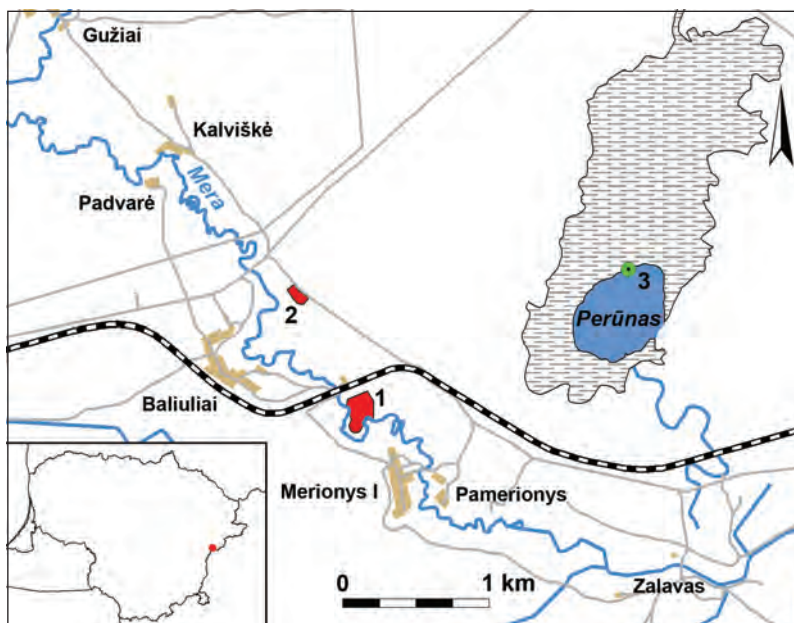 Gužiai
Kalviškė
Mera
Padvarė
3
Perūnas
2
Baliuliai
1
Merionys I
Pamerionys
0
1 km
Zalavas